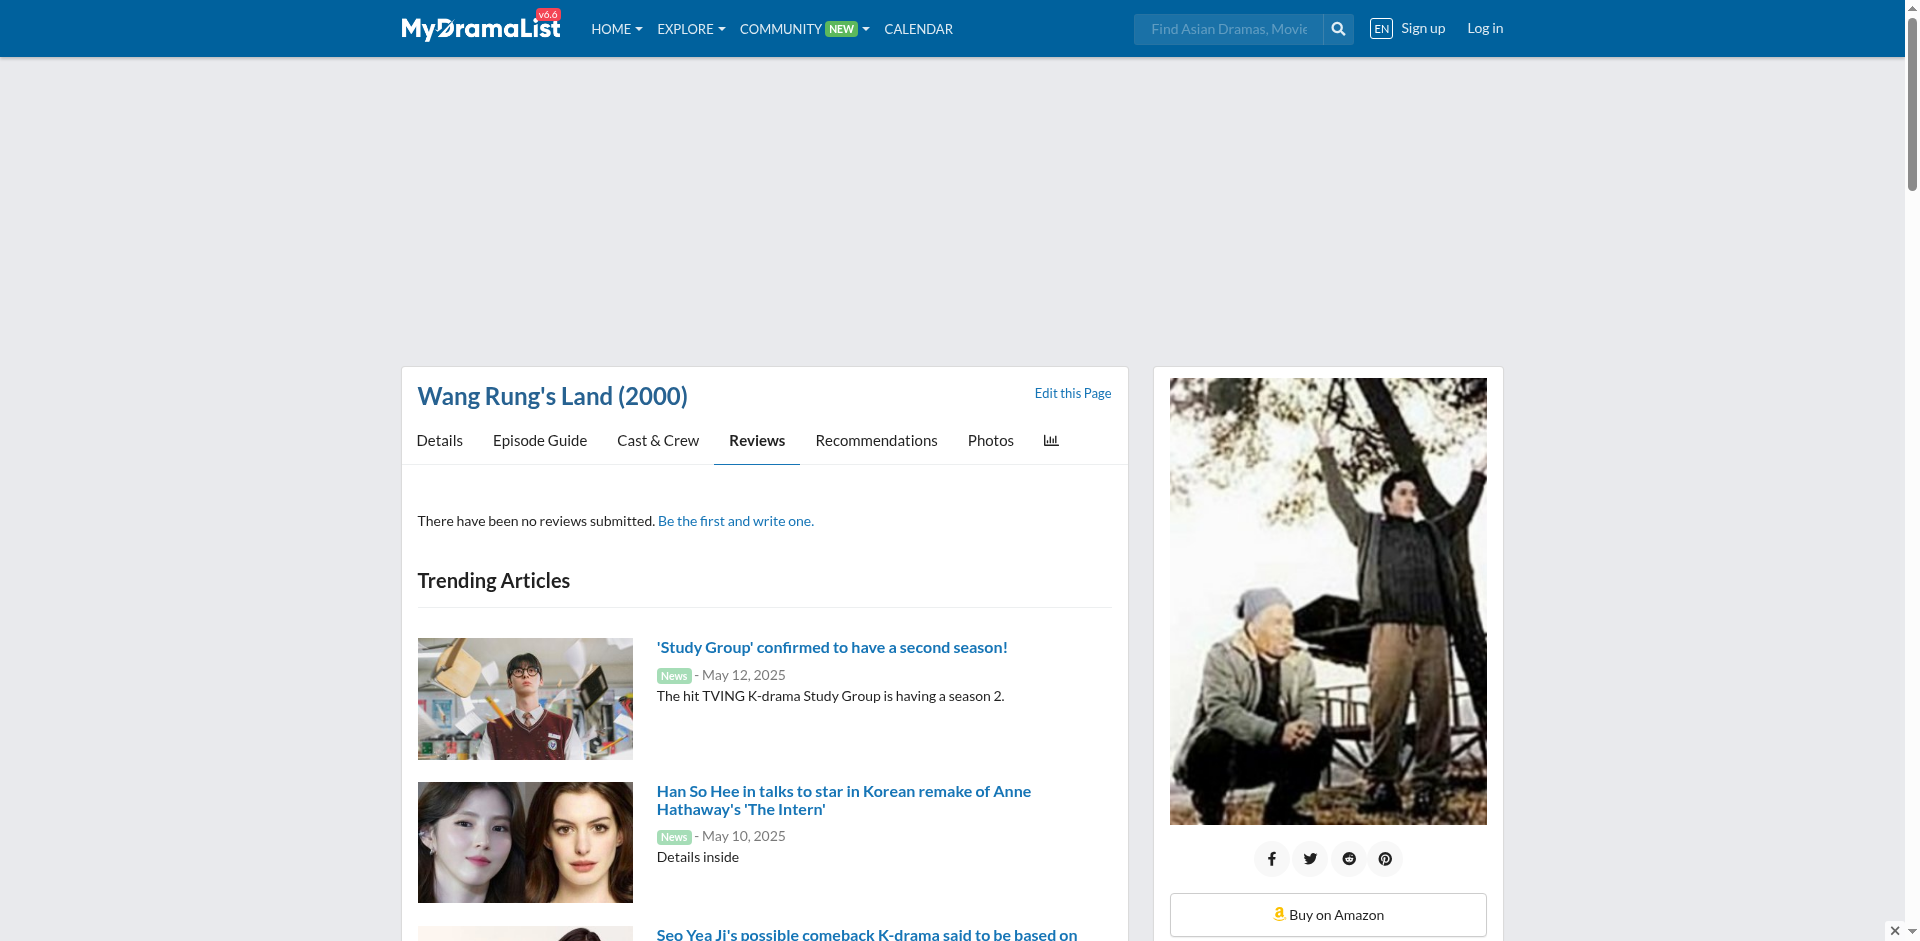 MyDramaList
v6.6
HOME
EXPLORE
COMMUNITY NEW
CALENDAR
Find Asian Dramas, Movie
EN
Sign up
Log in
Wang Rung's Land (2000)
Edit this Page
Details
Episode Guide
Cast & Crew
Reviews
Recommendations
Photos
There have been no reviews submitted. Be the first and write one.
Trending Articles
'Study Group' confirmed to have a second season!
News - May 12, 2025
The hit TVING K-drama Study Group is having a season 2.
Han So Hee in talks to star in Korean remake of Anne
Hathaway's 'The Intern'
News - May 10, 2025
Details inside
Seo Yea Ji's possible comeback K-drama said to be based on
Buy on Amazon